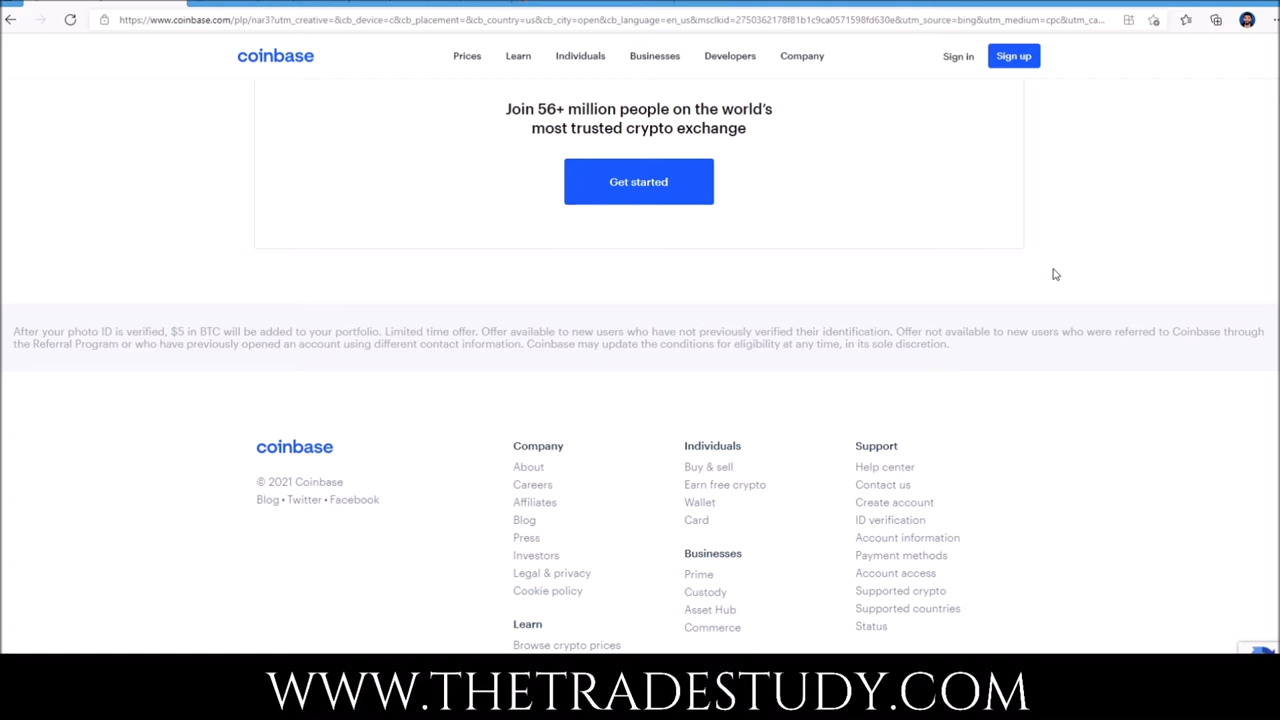 https://www.coinbase.com/plp/nar3?utm_creative=&cb_device=c&cb_placement=&cb_country=us&cb_city=open&cb_language=en_us&msclkid=2750362178f81b1c9ca0571598fd630e&utm_source=bing&utm_medium=cpc&utm_ca...
coinbase Prices Learn Individuals Businesses Developers Company Sign in Sign up
Join 56+ million people on the world's
most trusted crypto exchange
Get started
After your photo ID is verified, $5 in BTC will be added to your portfolio. Limited time offer. Offer available to new users who have not previously verified their identification. Offer not available to new users who were referred to Coinbase through
the Referral Program or who have previously opened an account using different contact information. Coinbase may update the conditions for eligibility at any time, in its sole discretion.
coinbase
© 2021 Coinbase
Blog • Twitter • Facebook
Company
About
Careers
Affiliates
Blog
Press
Investors
Legal & privacy
Cookie policy
Learn
Browse crypto prices
Individuals
Buy & sell
Earn free crypto
Wallet
Card
Businesses
Prime
Custody
Asset Hub
Commerce
Support
Help center
Contact us
Create account
ID verification
Account information
Payment methods
Account access
Supported crypto
Supported countries
Status
WWW.THETRADESTUDY.COM